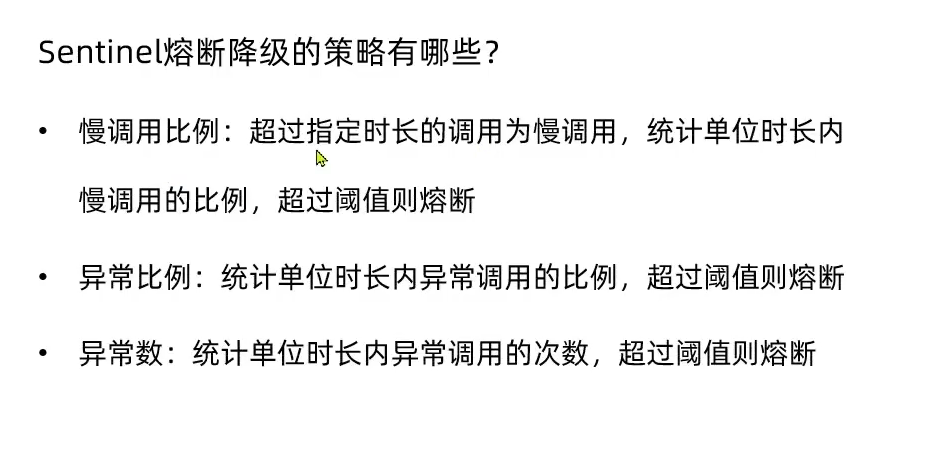 Sentinel熔断降级的策略有哪些？
• 慢调用比例：超过指定时长的调用为慢调用，统计单位时长内
慢调用的比例，超过阈值则熔断
• 异常比例：统计单位时长内异常调用的比例，超过阈值则熔断
• 异常数：统计单位时长内异常调用的次数，超过阈值则熔断